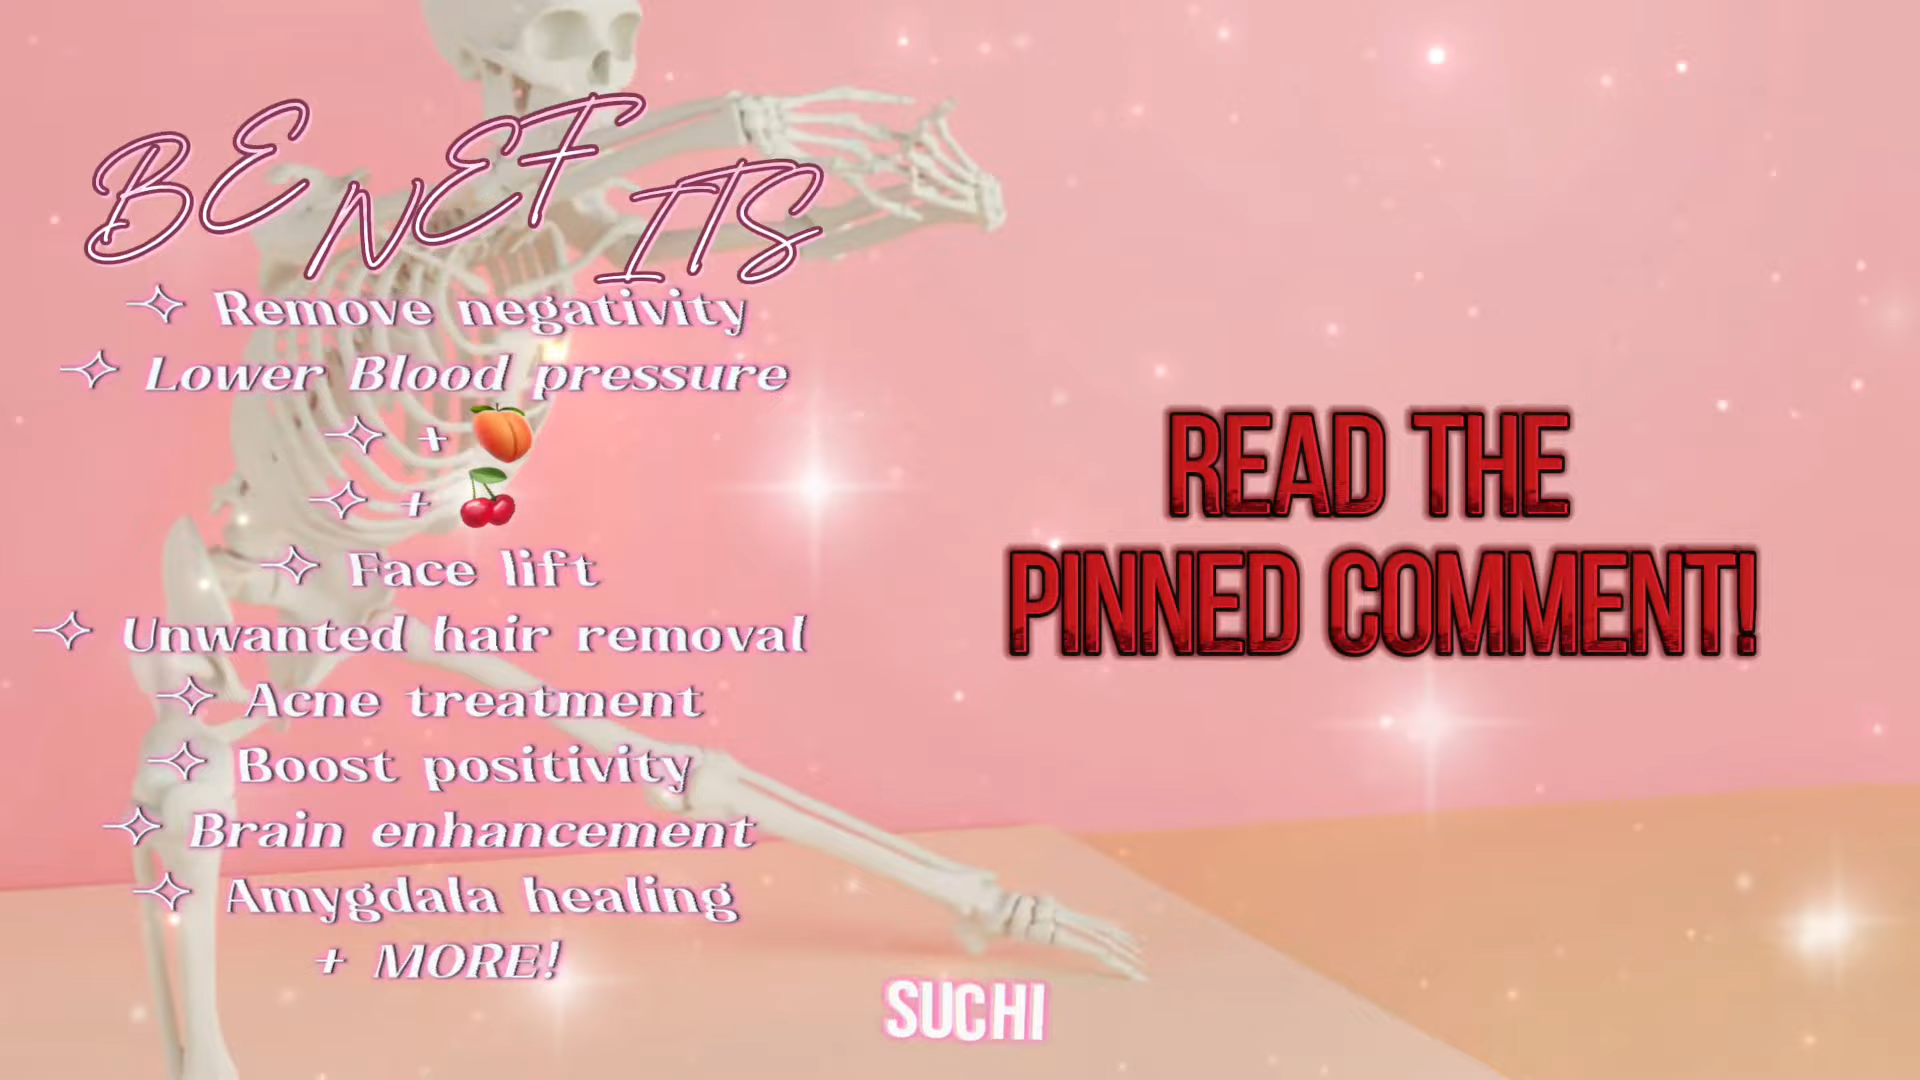 BENEFITS
✧ Remove negativity
✧ Lower Blood pressure
✧ + 🍑
✧ + 🍒
✧ Face lift
✧ Unwanted hair removal
✧ Acne treatment
✧ Boost positivity
✧ Brain enhancement
✧ Amygdala healing
+ MORE!
READ THE
PINNED COMMENT!
SUCHI